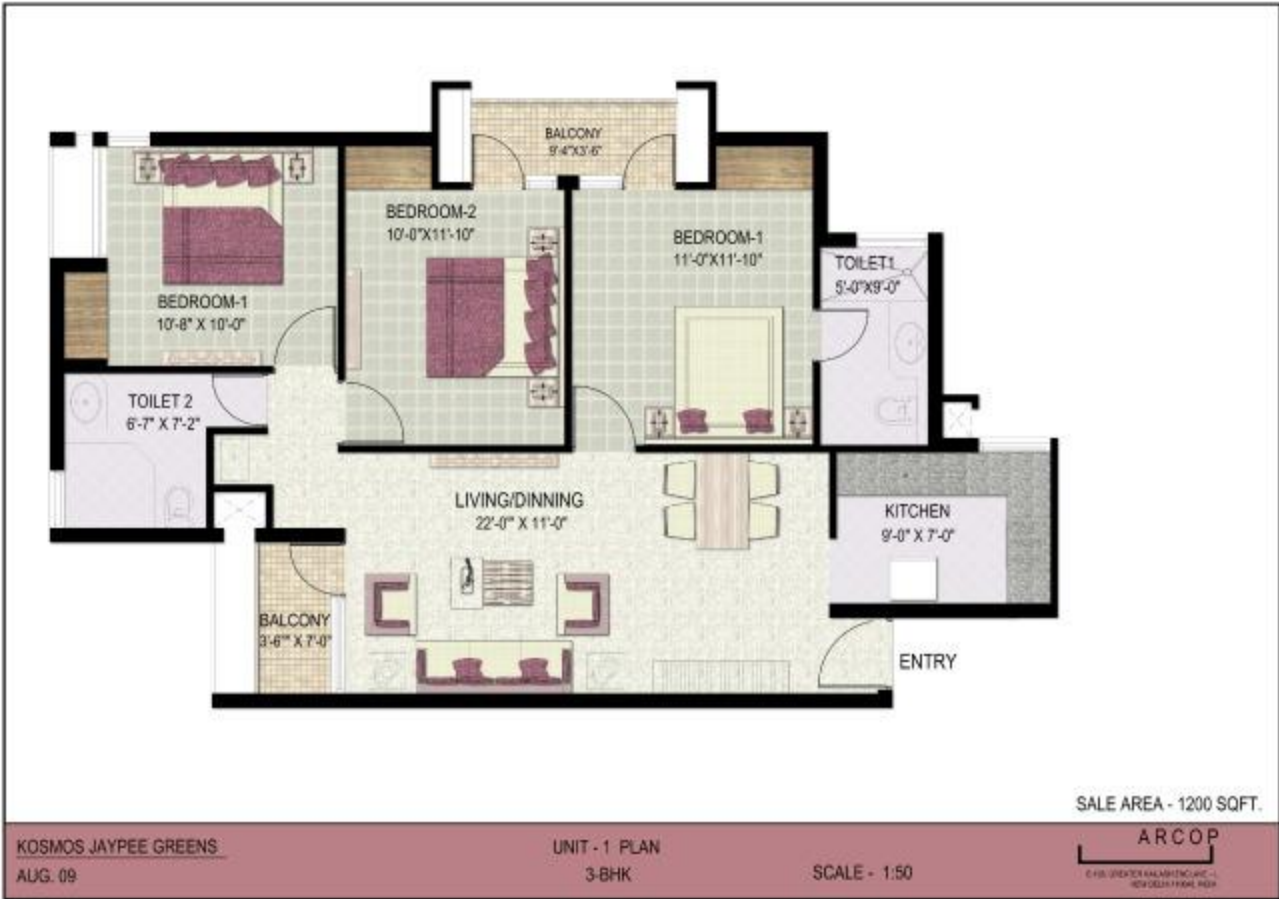 BALCONY
9'-4"X3'-6"
BEDROOM-2
10'-0"X11'-10"
BEDROOM-1
11'-0"X11'-10"
TOILET1
5'-0"X9'-0"
BEDROOM-1
10'-8" X 10'-0"
TOILET 2
6'-7" X 7'-2"
LIVING/DINNING
22'-0'" X 11'-0"
KITCHEN
9'-0" X 7'-0"
BALCONY
3'-6'" X 7'-0"
ENTRY
SALE AREA - 1200 SQFT.
KOSMOS JAYPEE GREENS
AUG. 09
UNIT - 1 PLAN
3-BHK
SCALE - 1:50
ARCOP